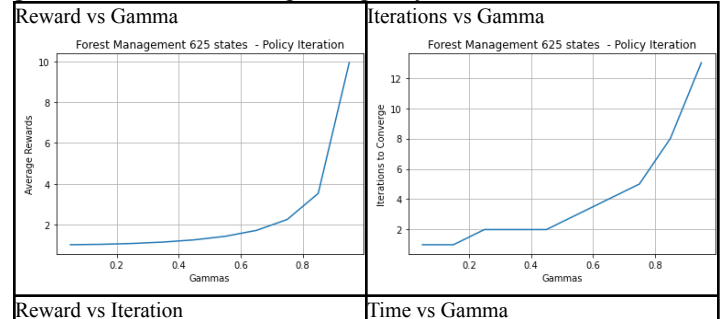 Reward vs Gamma
Forest Management 625 states - Policy Iteration
Average Rewards
10
8
6
4
2
0.2 0.4 0.6 0.8
Gammas
Iterations vs Gamma
Forest Management 625 states - Policy Iteration
Iterations to Converge
12
10
8
6
4
2
0.2 0.4 0.6 0.8
Gammas
Reward vs Iteration
Time vs Gamma